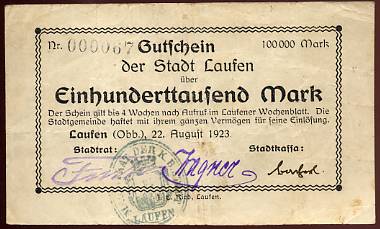 Nr. 000067 Gutschein 100000 Mark
der Stadt Laufen
über
Einhunderttausend Mark
Der Schein gilt bis 4 Wochen nach Aufruf im Laufener Wochenblatt. Die
Stadtgemeinde haftet mit ihrem ganzen Vermögen für seine Einlösung.
Laufen (Obb.), 22. August 1923.
Stadtrat: Stadtkassa:
LAUFEN
Laufen.